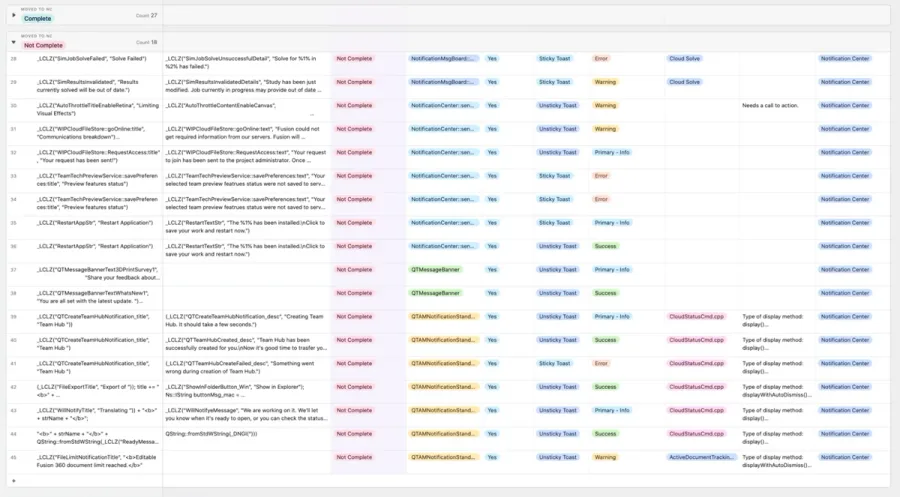 MOVED TO NC
Complete
Count 27
MOVED TO NC
Not Complete
Count 18
28 _LCLZ("SimJobSolveFailed", "Solve Failed") _LCLZ("SimJobSolveUnsuccessfulDetail", "Solve for %1% in Not Complete NotificationMsgBoard::... Yes Sticky Toast Error Cloud Solve Notification Center
%2% has failed.")
29 _LCLZ("SimResultsInvalidated", "Results _LCLZ("SimResultsInvalidatedDetails", "Study has been Not Complete NotificationMsgBoard::... Yes Sticky Toast Warning Cloud Solve Notification Center
currently solved will be out of date.") just modified. Job currently in progress may provide out of date ...
30 _LCLZ("AutoThrottleTitleEnableRetina", "Limiting _LCLZ("AutoThrottleContentEnableCanvas", Not Complete NotificationCenter::sen... Yes Unsticky Toast Warning Needs a call to action. Notification Center
Visual Effects") ...
31 _LCLZ("WIPCloudFileStore::goOnline:title", _LCLZ("WIPCloudFileStore::goOnline:text", "Fusion could not Not Complete NotificationCenter::sen... Yes Unsticky Toast Warning Notification Center
"Communications breakdown")... get required information from our servers. Fusion will ...
32 _LCLZ("WIPCloudFileStore::RequestAccess:title" _LCLZ("WIPCloudFileStore::RequestAccess:text", "Your request Not Complete NotificationCenter::sen... Yes Unsticky Toast Primary - Info Notification Center
, "Your request has been sent!") to join has been sent to the project administrator. Once ...
33 _LCLZ("TeamTechPreviewService::savePreferen- _LCLZ("TeamTechPreviewService::savePreferences:text", "Your Not Complete NotificationCenter::sen... Yes Sticky Toast Error Notification Center
ces:title", "Preview features status") selected team preview featrues status were not saved to serv...
34 _LCLZ("TeamTechPreviewService::savePreferen- _LCLZ("TeamTechPreviewService::savePreferences:text", "Your Not Complete NotificationCenter::sen... Yes Sticky Toast Error Notification Center
ces:title", "Preview features status") selected team preview featrues status were not saved to serv...
35 _LCLZ("RestartAppStr", "Restart Application") _LCLZ("RestartTextStr", "The %1% has been installed.\nClick to Not Complete NotificationCenter::sen... Yes Sticky Toast Primary - Info Notification Center
save your work and restart now.")
36 _LCLZ("RestartAppStr", "Restart Application") _LCLZ("RestartTextStr", "The %1% has been installed.\nClick to Not Complete NotificationCenter::sen... Yes Unsticky Toast Success Notification Center
save your work and restart now.")
37 _LCLZ("QTMessageBannerText3DPrintSurvey1", Not Complete QTMessageBanner Yes Unsticky Toast Primary - Info Notification Center
"Share your feedback about...
38 _LCLZ("QTMessageBannerTextWhatsNew1", Not Complete QTMessageBanner Yes Unsticky Toast Success Notification Center
"You are all set with the latest update. ")...
39 _LCLZ("QTCreateTeamHubNotification_title", (_LCLZ("QTCreateTeamHubNotification_desc", "Creating Team Not Complete QTAMNotificationStand... Yes Sticky Toast Primary - Info CloudStatusCmd.cpp Type of display method: Notification Center
"Team Hub ")) Hub. It should take a few seconds.") display()...
40 _LCLZ("QTCreateTeamHubNotification_title", _LCLZ("QTTeamHubCreated_desc", "Team Hub has been Not Complete QTAMNotificationStand... Yes Unsticky Toast Success CloudStatusCmd.cpp Type of display method: Notification Center
"Team Hub ") successfully created for you.\nNow it's good time to trasfer yo... display()...
41 _LCLZ("QTCreateTeamHubNotification_title", (_LCLZ("QTTeamHubCreateFailed_desc", "Something went Not Complete QTAMNotificationStand... Yes Sticky Toast Error CloudStatusCmd.cpp Type of display method: Notification Center
"Team Hub ") wrong during creation of Team Hub.") display()...
42 (_LCLZ("FileExportTitle", "Export of ")); title += " _LCLZ("ShowInFolderButton_Win", "Show in Explorer"); Not Complete QTAMNotificationStand... Yes Unsticky Toast Success CloudStatusCmd.cpp Type of display method: Notification Center
<b>" + ... Ns::IString buttonMsg_mac = ... displayWithAutoDismiss()...
43 _LCLZ("WillNotifyTitle", "Translating ")) + "<b>" _LCLZ("WillNotifyeMessage", "We are working on it. We'll let Not Complete QTAMNotificationStand... Yes Unsticky Toast Primary - Info CloudStatusCmd.cpp Type of display method: Notification Center
+ strName + "</b>"; you know when it's ready to open, or you can check the status... display()...
44 "<b>" + strName + "</b>" + QString::fromStdWString(_DNGI("))) Not Complete QTAMNotificationStand... Yes Unsticky Toast Success CloudStatusCmd.cpp Type of display method: Notification Center
QString::fromStdWString(_LCLZ("ReadyMessa... display()...
45 _LCLZ("FileLimitNotificationTitle", "<b>Editable Not Complete QTAMNotificationStand... Yes Unsticky Toast Warning ActiveDocumentTrackin... Type of display method: Notification Center
Fusion 360 document limit reached.</b>" displayWithAutoDismiss()...
+